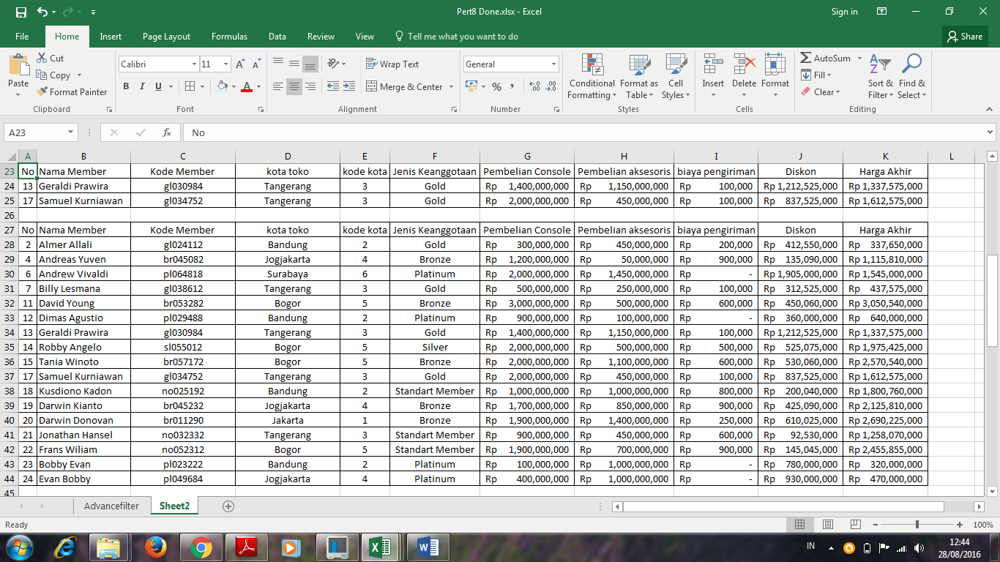 Pert8 Done.xlsx - Excel
Sign in
File Home Insert Page Layout Formulas Data Review View Tell me what you want to do Share
Paste Cut Copy Format Painter Clipboard
Calibri 11 A A B I U A Font
Wrap Text Merge & Center Alignment
General % , .0 .00 .00 .0 Number
Conditional Formatting Format as Table Cell Styles Styles
Insert Delete Format Cells
AutoSum Fill Clear Sort & Filter Find & Select Editing
A23 fx No
A B C D E F G H I J K L
23 No Nama Member Kode Member kota toko kode kota Jenis Keanggotaan Pembelian Console Pembelian aksesoris biaya pengiriman Diskon Harga Akhir
24 13 Geraldi Prawira gl030984 Tangerang 3 Gold Rp 1,400,000,000 Rp 1,150,000,000 Rp 100,000 Rp 1,212,525,000 Rp 1,337,575,000
25 17 Samuel Kurniawan gl034752 Tangerang 3 Gold Rp 2,000,000,000 Rp 450,000,000 Rp 100,000 Rp 837,525,000 Rp 1,612,575,000
26
27 No Nama Member Kode Member kota toko kode kota Jenis Keanggotaan Pembelian Console Pembelian aksesoris biaya pengiriman Diskon Harga Akhir
28 2 Almer Allali gl024112 Bandung 2 Gold Rp 300,000,000 Rp 450,000,000 Rp 200,000 Rp 412,550,000 Rp 337,650,000
29 4 Andreas Yuven br045082 Jogjakarta 4 Bronze Rp 1,200,000,000 Rp 50,000,000 Rp 900,000 Rp 135,090,000 Rp 1,115,810,000
30 6 Andrew Vivaldi pl064818 Surabaya 6 Platinum Rp 2,000,000,000 Rp 1,450,000,000 Rp - Rp 1,905,000,000 Rp 1,545,000,000
31 7 Billy Lesmana gl038612 Tangerang 3 Gold Rp 500,000,000 Rp 250,000,000 Rp 100,000 Rp 312,525,000 Rp 437,575,000
32 11 David Young br053282 Bogor 5 Bronze Rp 3,000,000,000 Rp 500,000,000 Rp 600,000 Rp 450,060,000 Rp 3,050,540,000
33 12 Dimas Agustio pl029488 Bandung 2 Platinum Rp 900,000,000 Rp 100,000,000 Rp - Rp 360,000,000 Rp 640,000,000
34 13 Geraldi Prawira gl030984 Tangerang 3 Gold Rp 1,400,000,000 Rp 1,150,000,000 Rp 100,000 Rp 1,212,525,000 Rp 1,337,575,000
35 14 Robby Angelo sl055012 Bogor 5 Silver Rp 2,000,000,000 Rp 500,000,000 Rp 500,000 Rp 525,075,000 Rp 1,975,425,000
36 15 Tania Winoto br057172 Bogor 5 Bronze Rp 2,000,000,000 Rp 1,100,000,000 Rp 600,000 Rp 530,060,000 Rp 2,570,540,000
37 17 Samuel Kurniawan gl034752 Tangerang 3 Gold Rp 2,000,000,000 Rp 450,000,000 Rp 100,000 Rp 837,525,000 Rp 1,612,575,000
38 18 Kusdiono Kadon no025192 Bandung 2 Standart Member Rp 1,000,000,000 Rp 1,000,000,000 Rp 800,000 Rp 200,040,000 Rp 1,800,760,000
39 19 Darwin Kianto br045232 Jogjakarta 4 Bronze Rp 1,700,000,000 Rp 850,000,000 Rp 900,000 Rp 425,090,000 Rp 2,125,810,000
40 20 Darwin Donovan br011290 Jakarta 1 Bronze Rp 1,900,000,000 Rp 1,400,000,000 Rp 250,000 Rp 610,025,000 Rp 2,690,225,000
41 21 Jonathan Hansel no032332 Tangerang 3 Standart Member Rp 900,000,000 Rp 450,000,000 Rp 600,000 Rp 92,530,000 Rp 1,258,070,000
42 22 Frans Wiliam no052312 Bogor 5 Standart Member Rp 1,900,000,000 Rp 700,000,000 Rp 900,000 Rp 145,045,000 Rp 2,455,855,000
43 23 Bobby Evan pl023222 Bandung 2 Platinum Rp 100,000,000 Rp 1,000,000,000 Rp - Rp 780,000,000 Rp 320,000,000
44 24 Evan Bobby pl049684 Jogjakarta 4 Platinum Rp 400,000,000 Rp 1,000,000,000 Rp - Rp 930,000,000 Rp 470,000,000
45
Advancefilter Sheet2
Ready 100%
IN 12:44
28/08/2016